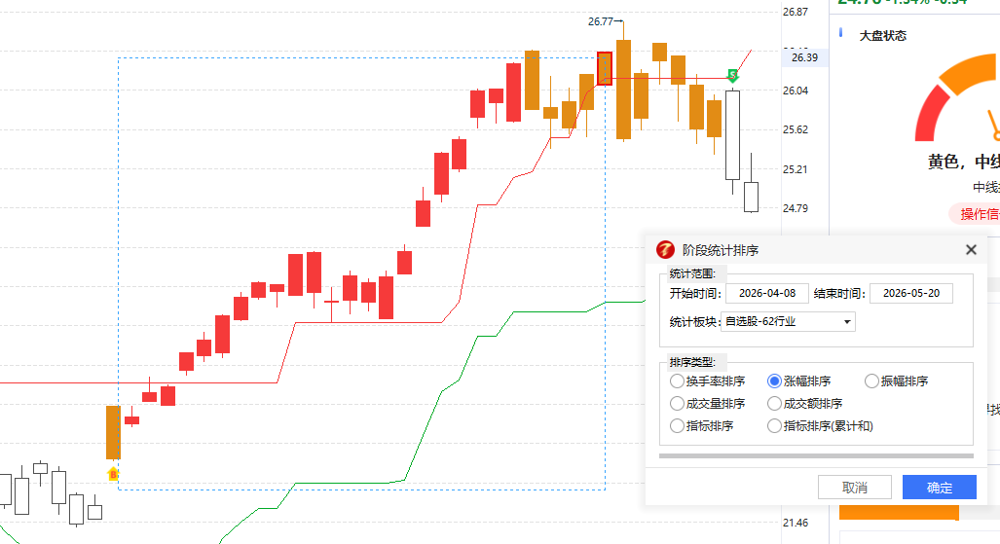 26.77
26.87
26.39
26.04
25.62
25.21
24.79
21.46
大盘状态
黄色，中线
中线
操作信
阶段统计排序
统计范围:
开始时间: 2026-04-08 结束时间: 2026-05-20
统计板块: 自选股-62行业
排序类型:
换手率排序 涨幅排序 振幅排序
成交量排序 成交额排序
指标排序 指标排序(累计和)
取消 确定
B
S